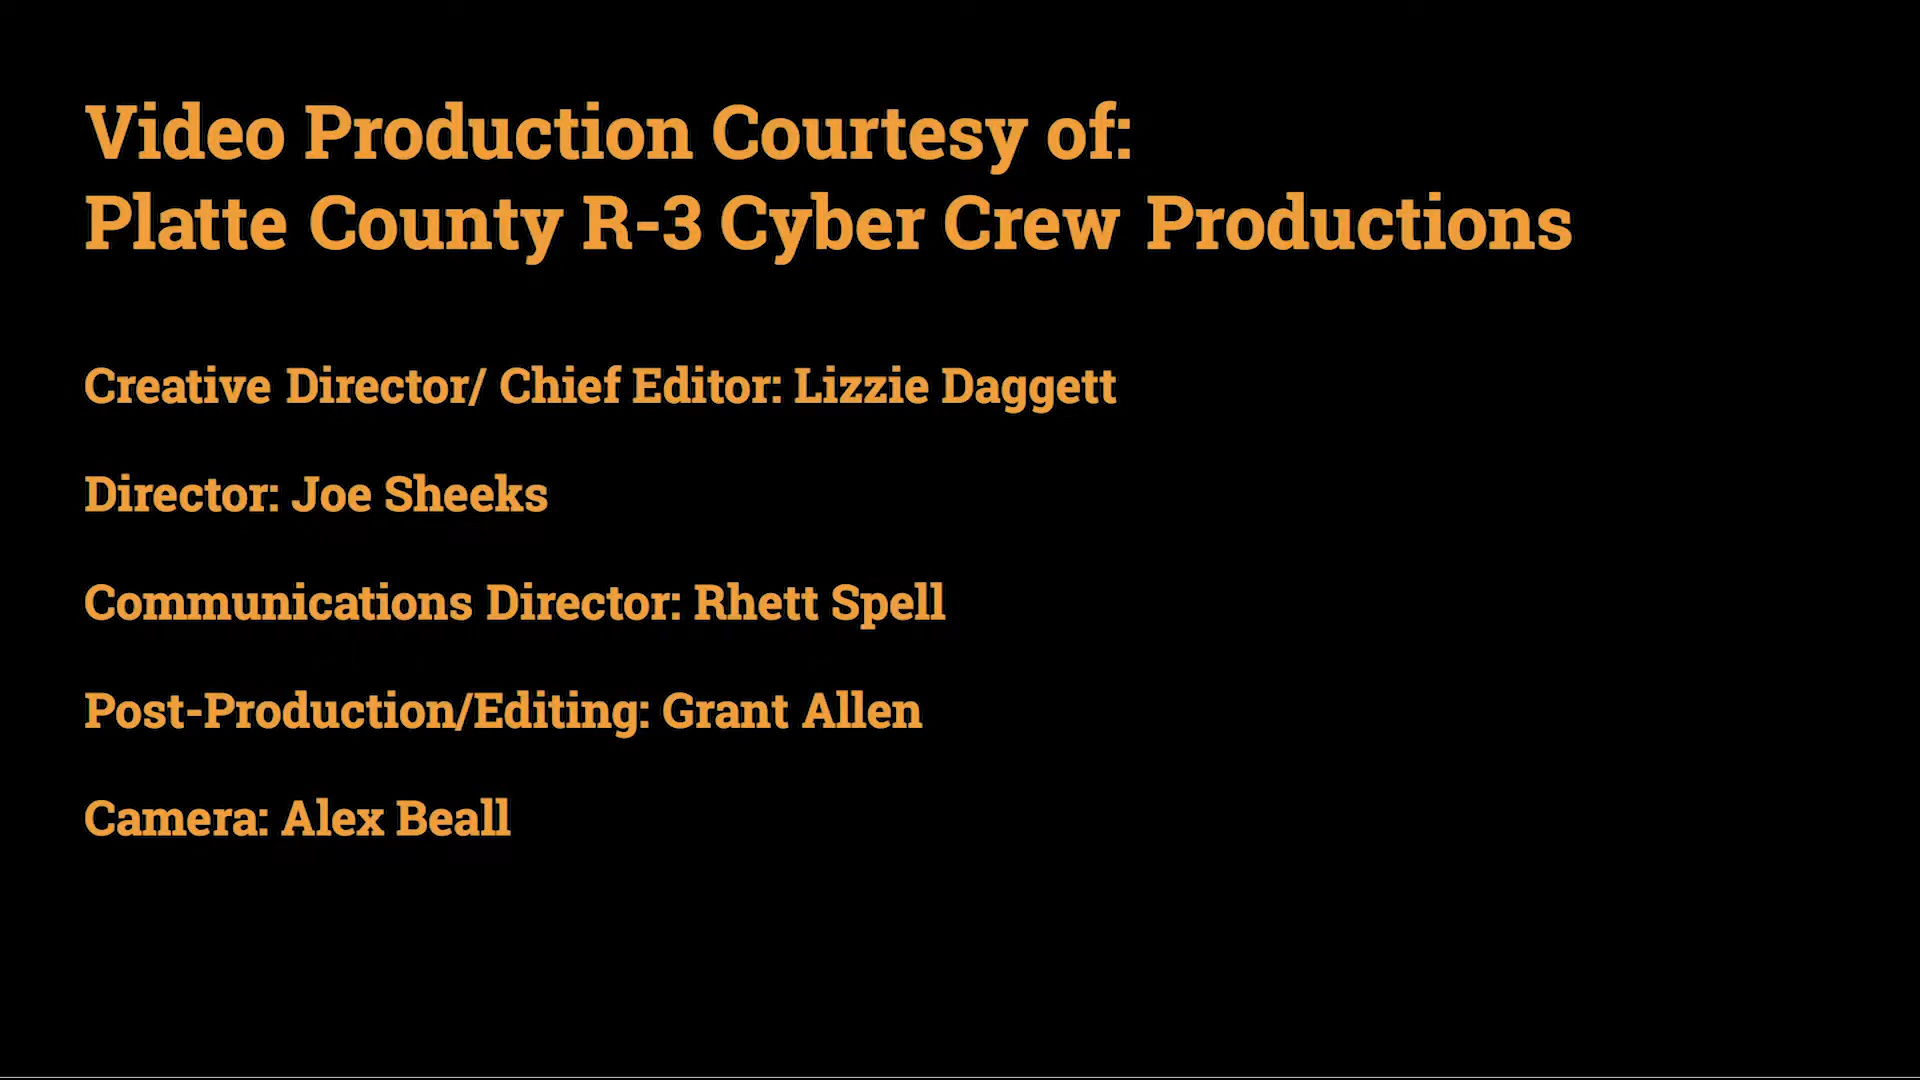 Video Production Courtesy of:
Platte County R-3 Cyber Crew Productions
Creative Director/ Chief Editor: Lizzie Daggett
Director: Joe Sheeks
Communications Director: Rhett Spell
Post-Production/Editing: Grant Allen
Camera: Alex Beall